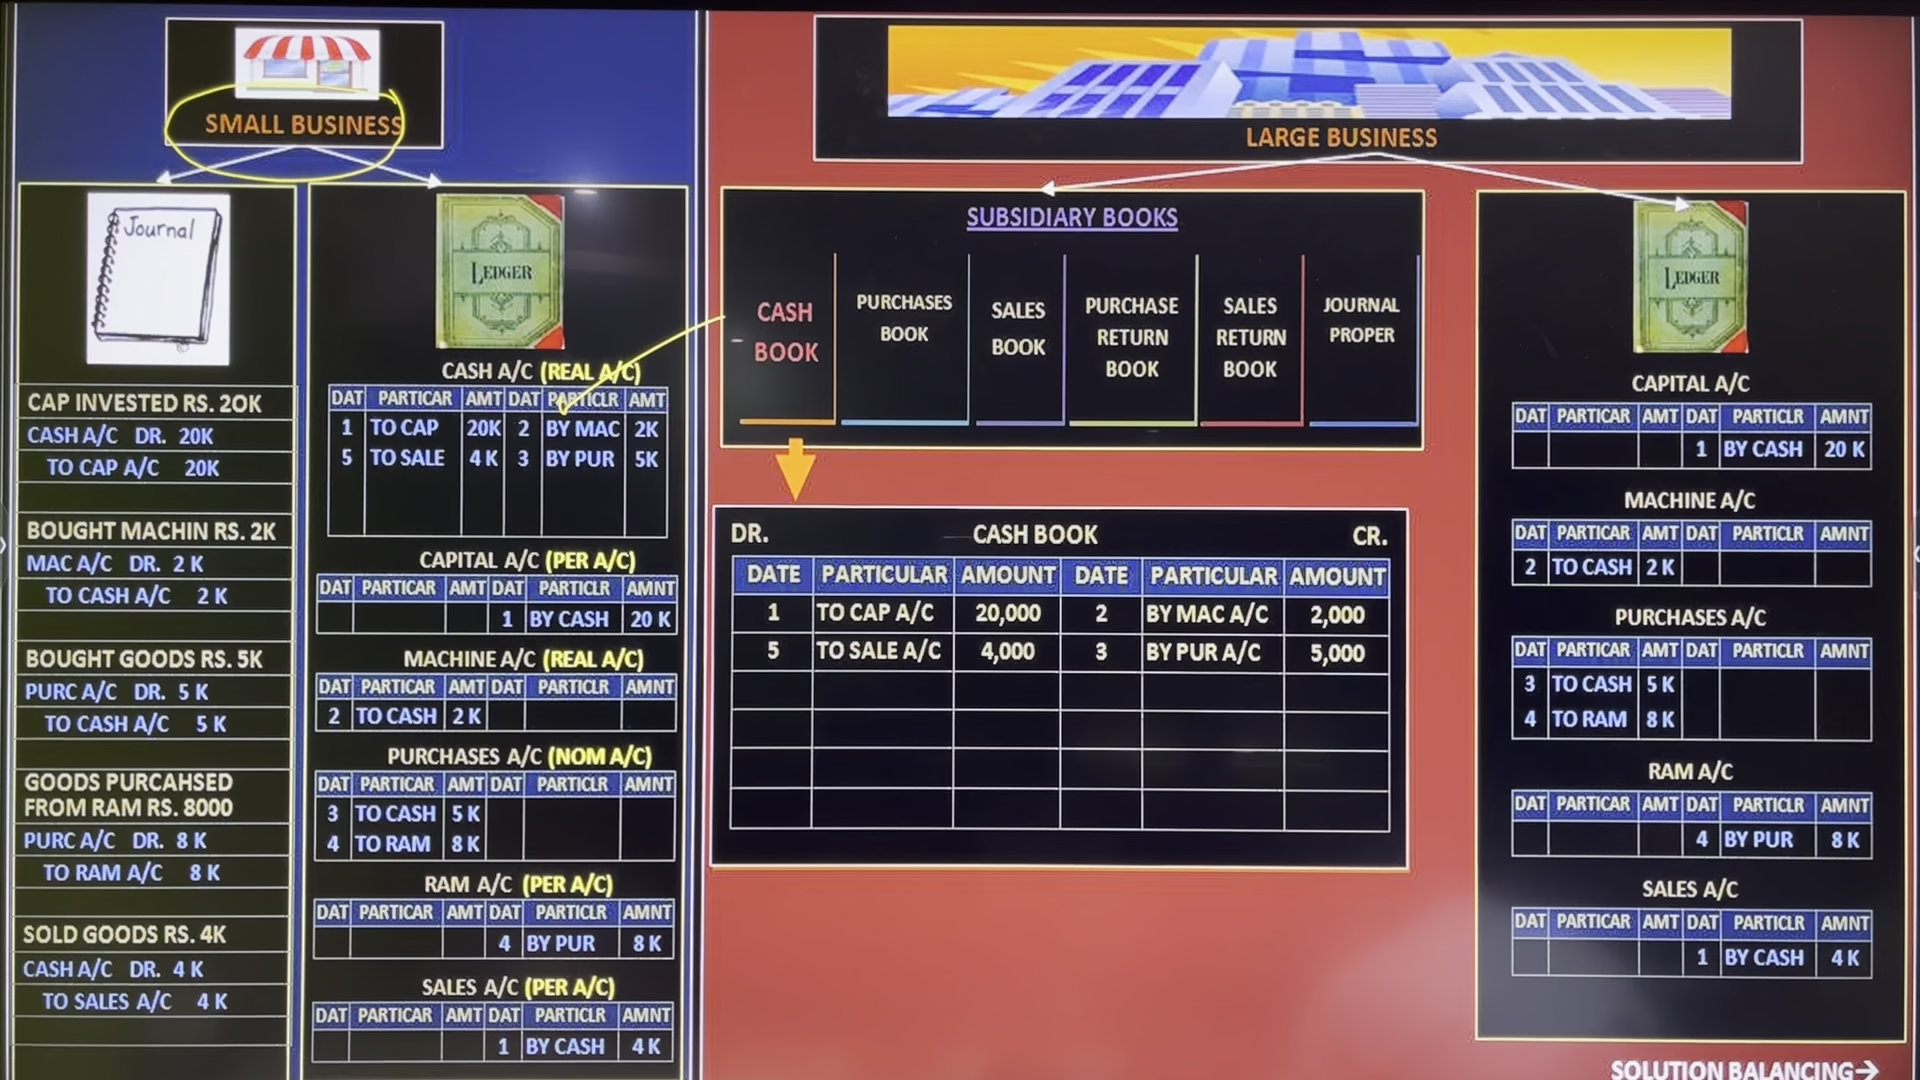 SMALL BUSINESS
Journal
CAP INVESTED RS. 2OK
CASH A/C DR. 20K
TO CAP A/C 20K
BOUGHT MACHIN RS. 2K
MAC A/C DR. 2 K
TO CASH A/C 2 K
BOUGHT GOODS RS. 5K
PURC A/C DR. 5 K
TO CASH A/C 5 K
GOODS PURCAHSED
FROM RAM RS. 8000
PURC A/C DR. 8 K
TO RAM A/C 8 K
SOLD GOODS RS. 4K
CASH A/C DR. 4 K
TO SALES A/C 4 K
LEDGER
CASH A/C (REAL A/C)
DAT PARTICAR AMT DAT PARTICLR AMT
1 TO CAP 20K 2 BY MAC 2K
5 TO SALE 4 K 3 BY PUR 5K
CAPITAL A/C (PER A/C)
DAT PARTICAR AMT DAT PARTICLR AMNT
1 BY CASH 20 K
MACHINE A/C (REAL A/C)
DAT PARTICAR AMT DAT PARTICLR AMNT
2 TO CASH 2 K
PURCHASES A/C (NOM A/C)
DAT PARTICAR AMT DAT PARTICLR AMNT
3 TO CASH 5 K
4 TO RAM 8 K
RAM A/C (PER A/C)
DAT PARTICAR AMT DAT PARTICLR AMNT
4 BY PUR 8 K
SALES A/C (PER A/C)
DAT PARTICAR AMT DAT PARTICLR AMNT
1 BY CASH 4 K
LARGE BUSINESS
SUBSIDIARY BOOKS
CASH
BOOK
PURCHASES
BOOK
SALES
BOOK
PURCHASE
RETURN
BOOK
SALES
RETURN
BOOK
JOURNAL
PROPER
DR. CASH BOOK CR.
DATE PARTICULAR AMOUNT DATE PARTICULAR AMOUNT
1 TO CAP A/C 20,000 2 BY MAC A/C 2,000
5 TO SALE A/C 4,000 3 BY PUR A/C 5,000
LEDGER
CAPITAL A/C
DAT PARTICAR AMT DAT PARTICLR AMNT
1 BY CASH 20 K
MACHINE A/C
DAT PARTICAR AMT DAT PARTICLR AMNT
2 TO CASH 2 K
PURCHASES A/C
DAT PARTICAR AMT DAT PARTICLR AMNT
3 TO CASH 5 K
4 TO RAM 8 K
RAM A/C
DAT PARTICAR AMT DAT PARTICLR AMNT
4 BY PUR 8 K
SALES A/C
DAT PARTICAR AMT DAT PARTICLR AMNT
1 BY CASH 4 K
SOLUTION BALANCING→